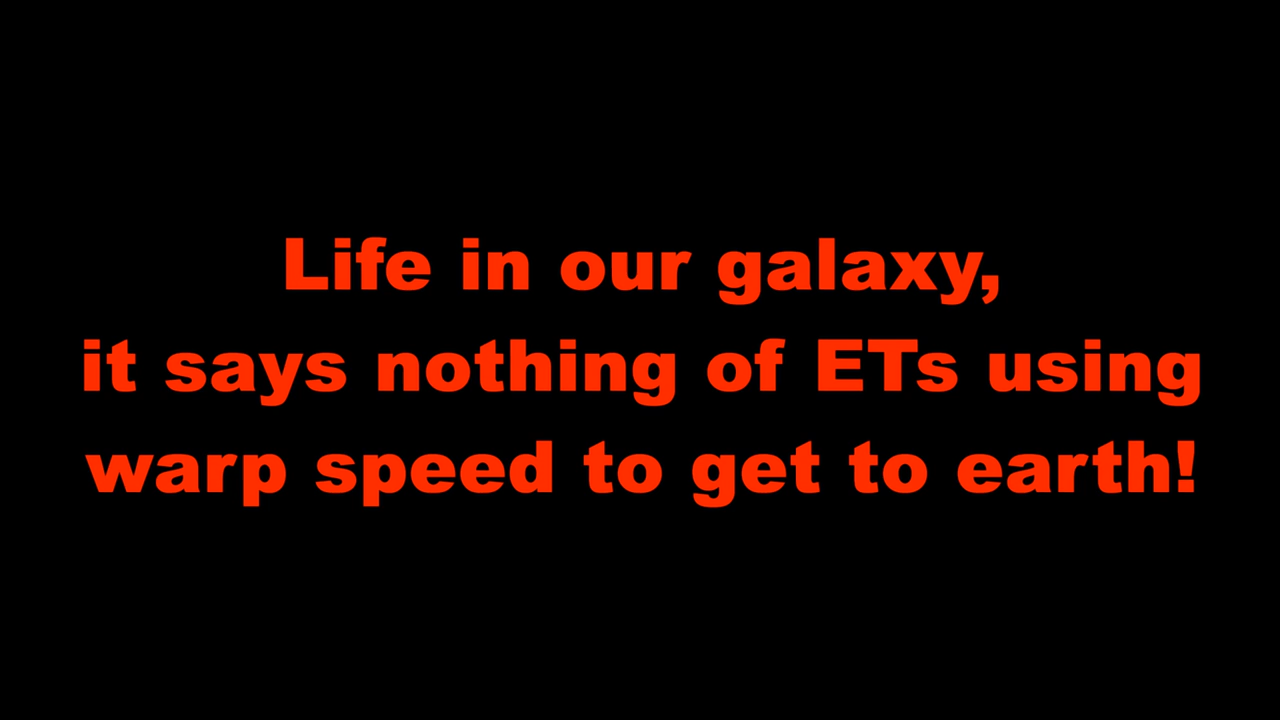 Life in our galaxy,
it says nothing of ETs using
warp speed to get to earth!